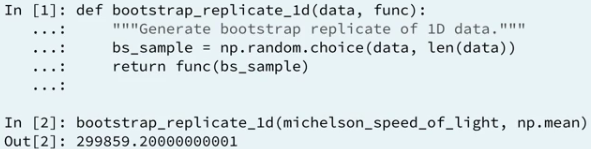 In [1]: def bootstrap_replicate_1d(data, func):
   ...:     """Generate bootstrap replicate of 1D data."""
   ...:     bs_sample = np.random.choice(data, len(data))
   ...:     return func(bs_sample)
   ...:
In [2]: bootstrap_replicate_1d(michelson_speed_of_light, np.mean)
Out[2]: 299859.20000000001